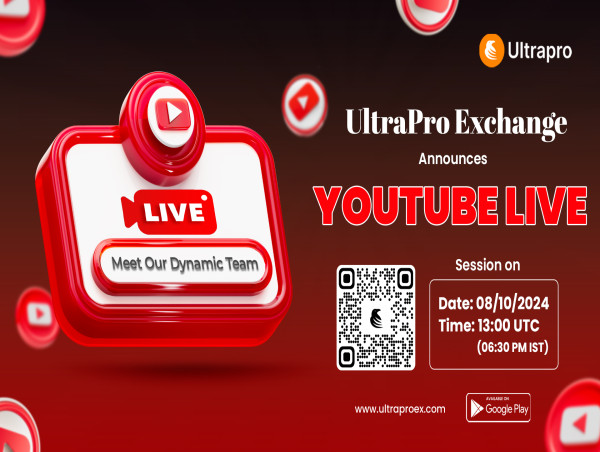 Ultrapro
UltraPro Exchange
Announces
YOUTUBE LIVE
LIVE
Meet Our Dynamic Team
Session on
Date: 08/10/2024
Time: 13:00 UTC
(06:30 PM IST)
www.ultraproex.com
AVAILABLE ON
Google Play